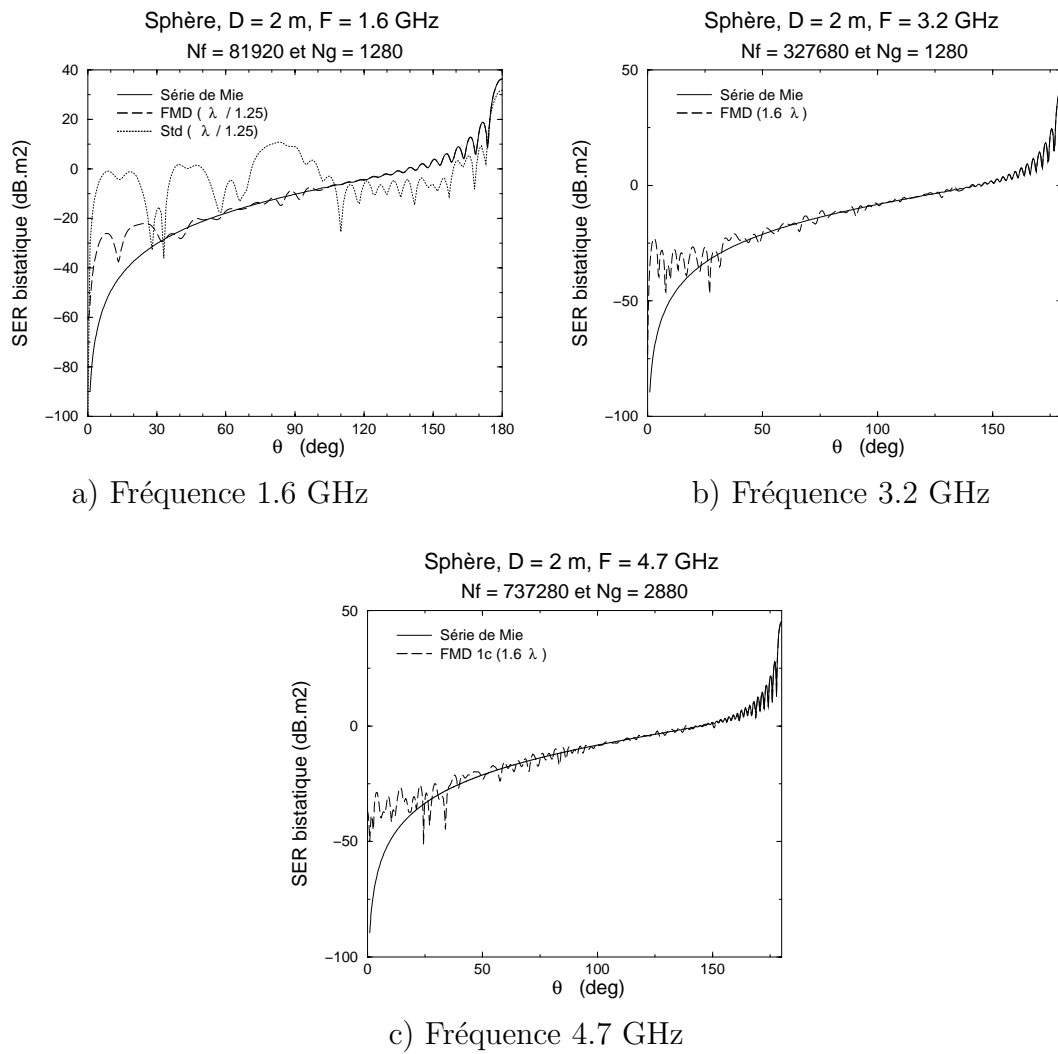 Sphère, D = 2 m, F = 1.6 GHz
Nf = 81920 et Ng = 1280
SER bistatique (dB.m2)
40
20
0
−20
−40
−60
−80
−100
Série de Mie
FMD ( λ / 1.25)
Std ( λ / 1.25)
0
30
60
90
120
150
180
θ (deg)
a) Fréquence 1.6 GHz
Sphère, D = 2 m, F = 3.2 GHz
Nf = 327680 et Ng = 1280
SER bistatique (dB.m2)
50
0
−50
−100
Série de Mie
FMD (1.6 λ )
0
50
100
150
θ (deg)
b) Fréquence 3.2 GHz
Sphère, D = 2 m, F = 4.7 GHz
Nf = 737280 et Ng = 2880
SER bistatique (dB.m2)
50
0
−50
−100
Série de Mie
FMD 1c (1.6 λ )
0
50
100
150
θ (deg)
c) Fréquence 4.7 GHz